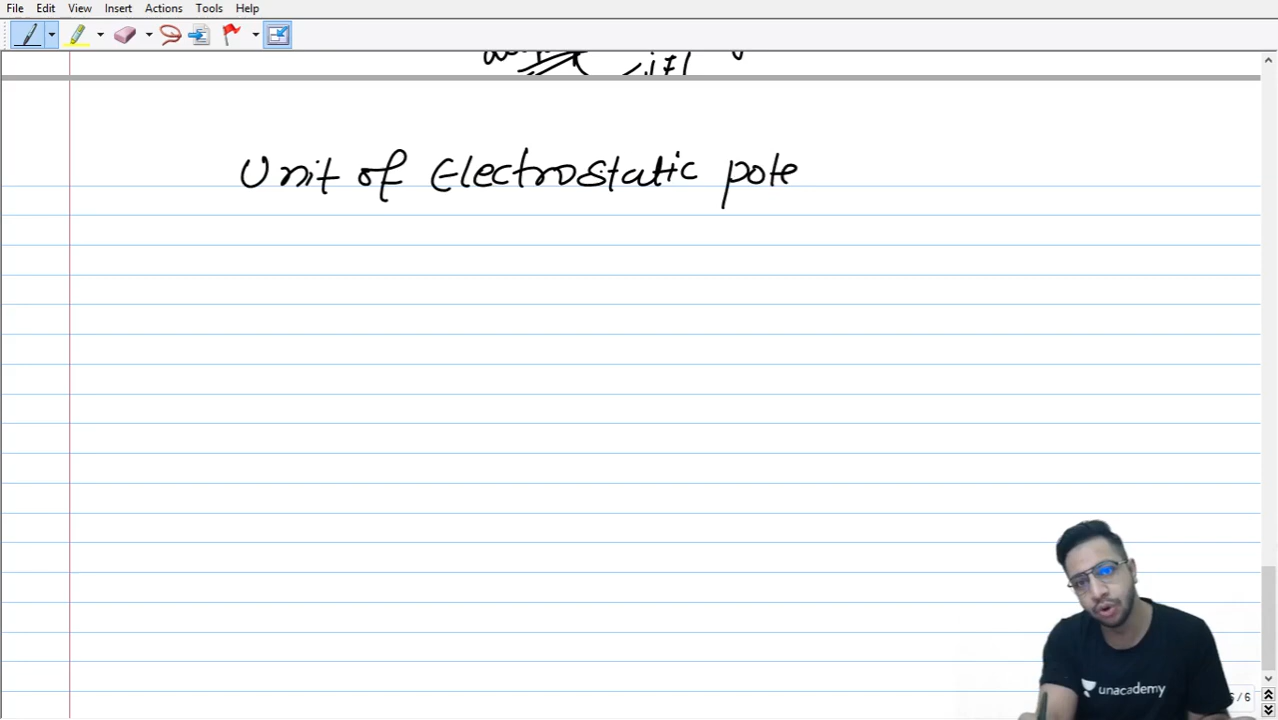 File Edit View Insert Actions Tools Help
Unit of Electrostatic pote
unacademy